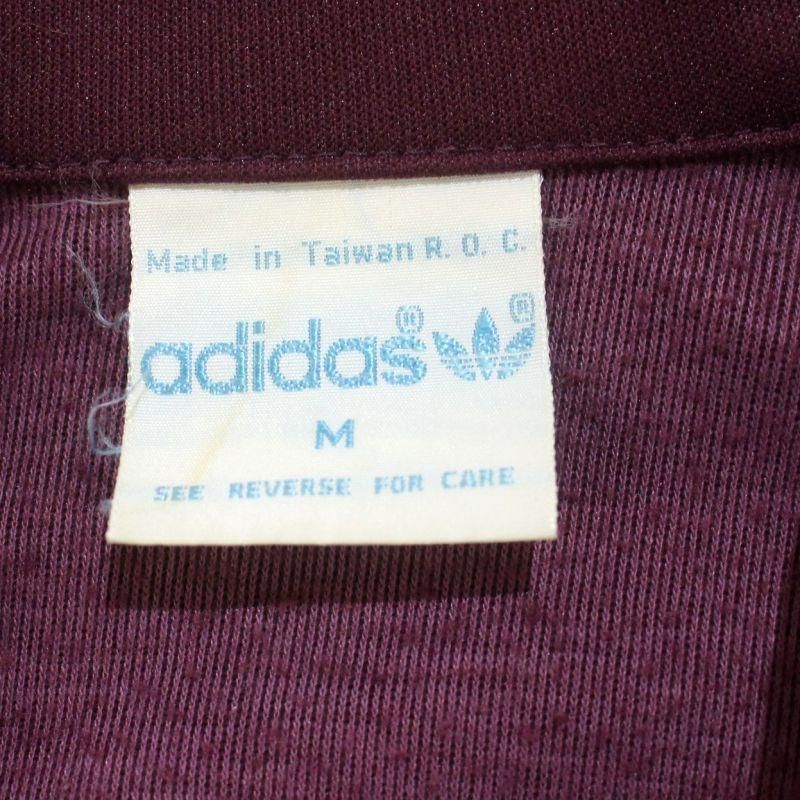 Made in Taiwan R. O. C.
adidas® ®
M
SEE REVERSE FOR CARE